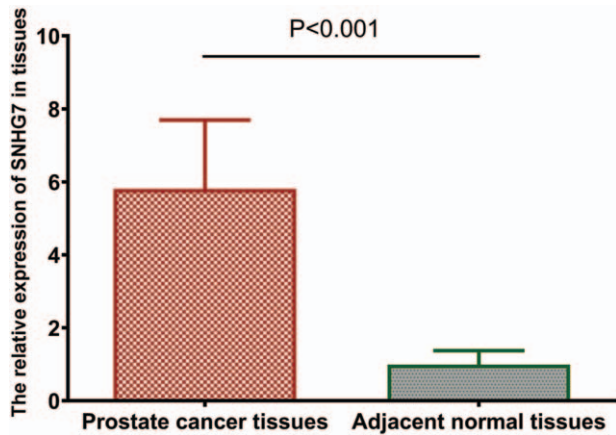 The relative expression of SNHG7 in tissues
P<0.001
10
8
6
4
2
0
Prostate cancer tissues
Adjacent normal tissues